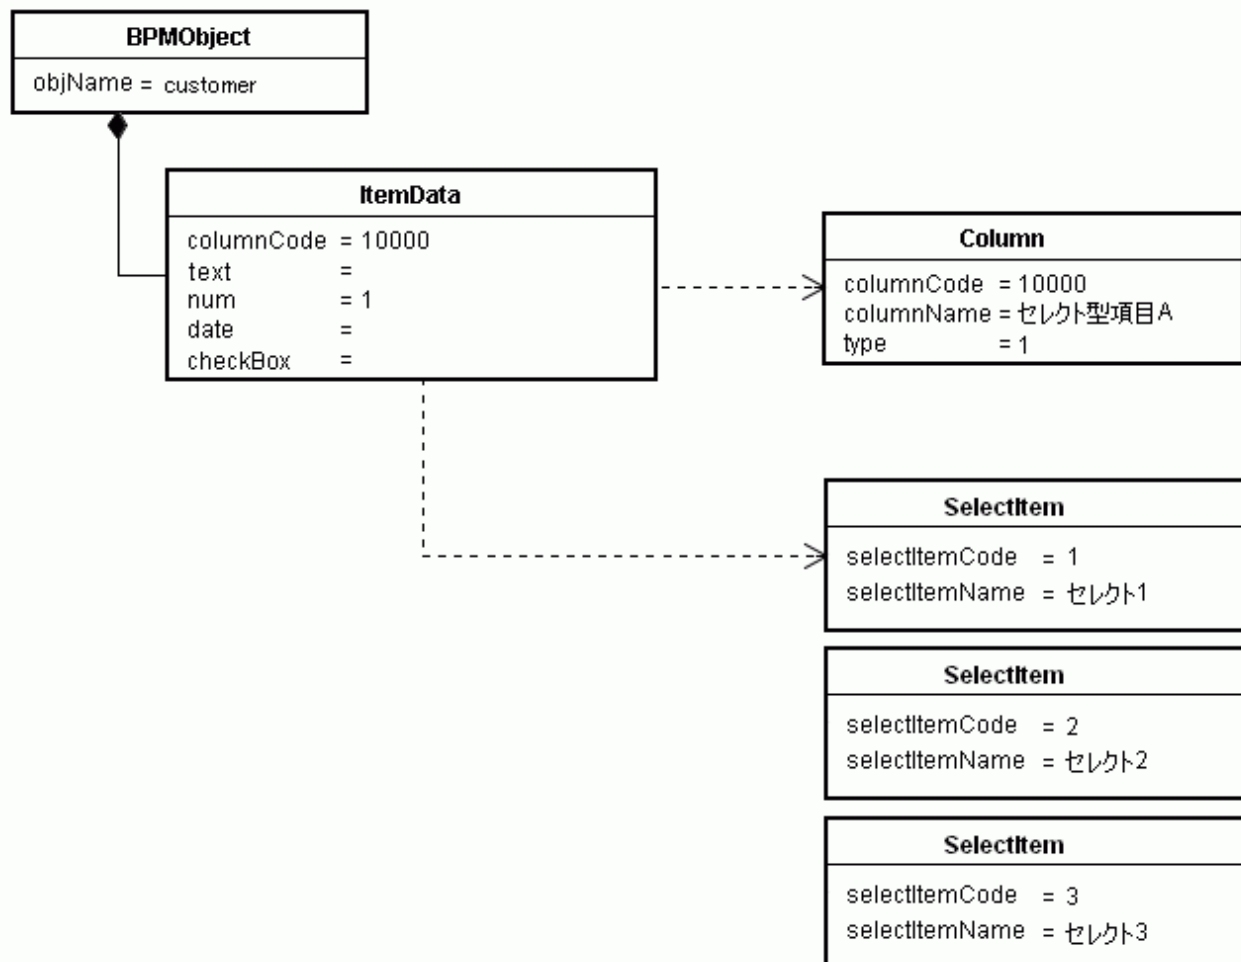 BPMObject
objName = customer
ItemData
columnCode = 10000
text =
num = 1
date =
checkBox =
Column
columnCode = 10000
columnName = セレクト型項目A
type = 1
SelectItem
selectItemCode = 1
selectItemName = セレクト1
SelectItem
selectItemCode = 2
selectItemName = セレクト2
SelectItem
selectItemCode = 3
selectItemName = セレクト3